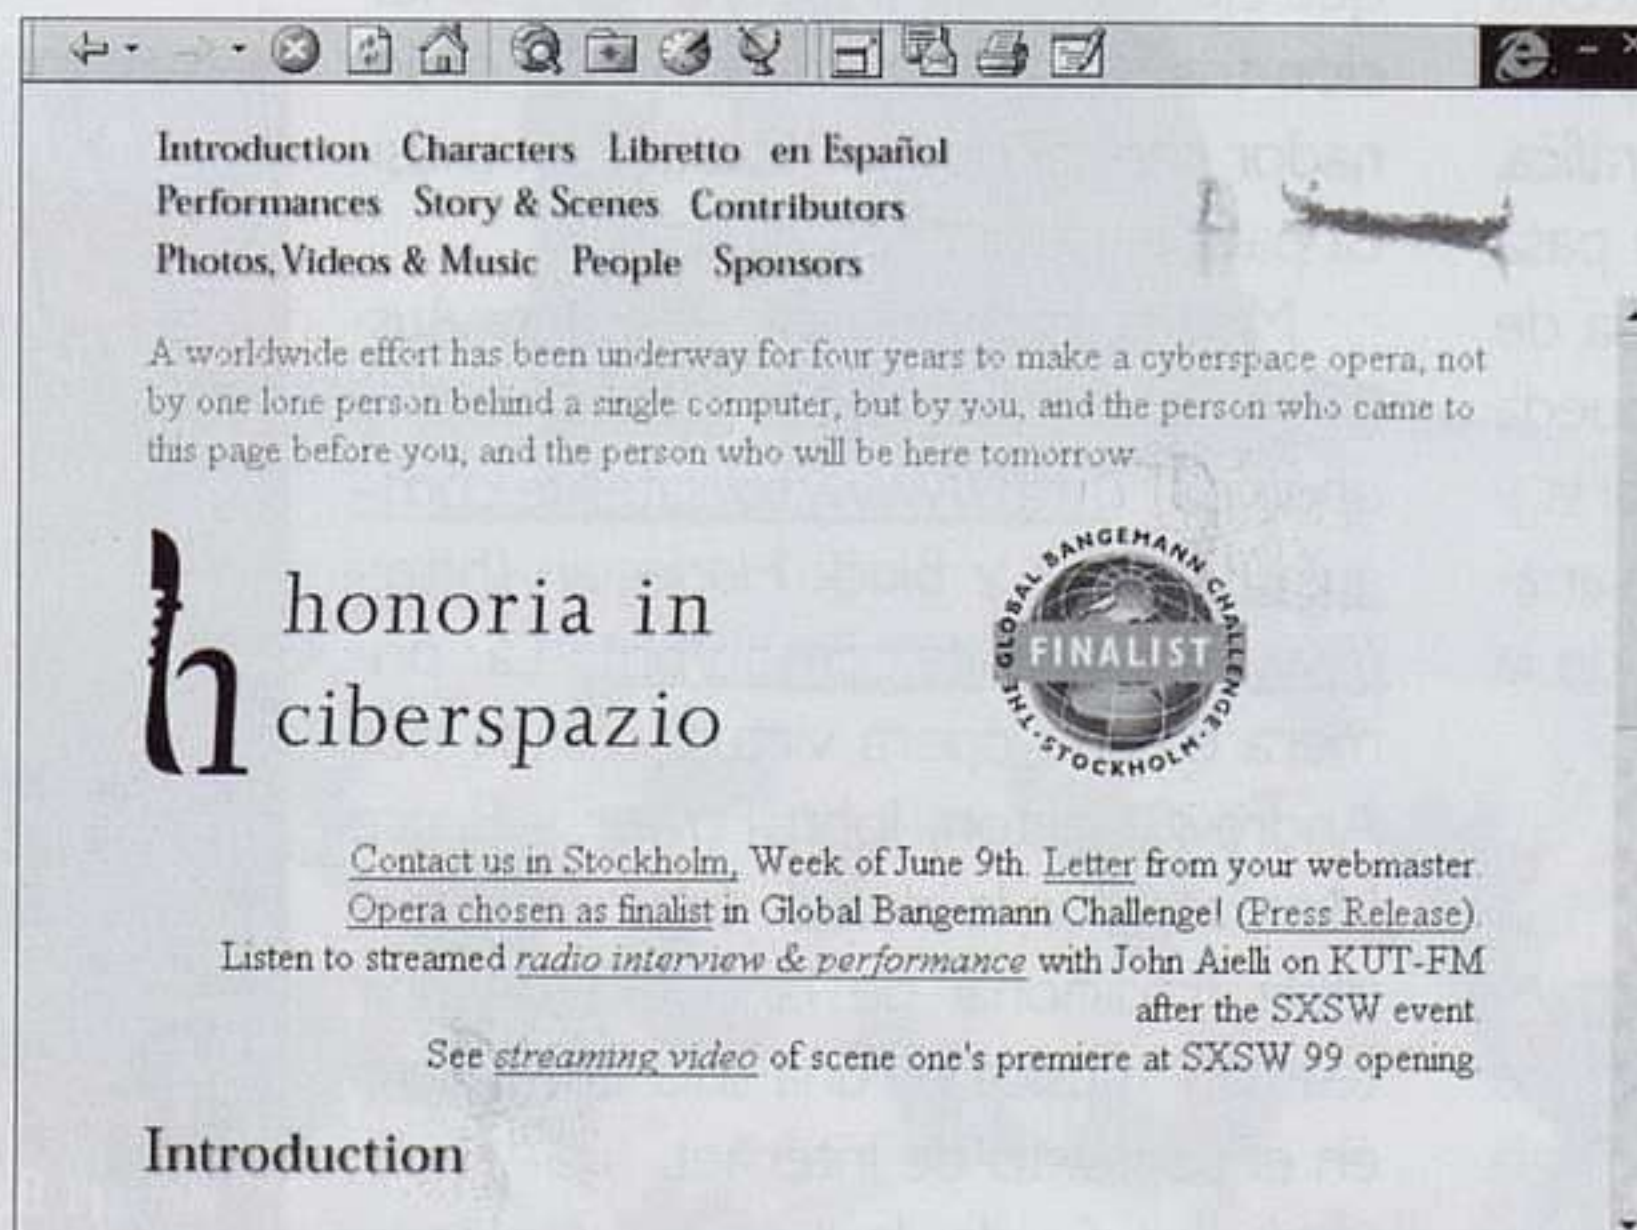 Introduction Characters Libretto en Español
Performances Story & Scenes Contributors
Photos, Videos & Music People Sponsors
A worldwide effort has been underway for four years to make a cyberspace opera, not
by one lone person behind a single computer, but by you, and the person who came to
this page before you, and the person who will be here tomorrow.
h honoria in
ciberspazio
THE GLOBAL BANGEMANN CHALLENGE · STOCKHOLM ·
FINALIST
Contact us in Stockholm, Week of June 9th. Letter from your webmaster.
Opera chosen as finalist in Global Bangemann Challenge! (Press Release).
Listen to streamed radio interview & performance with John Aielli on KUT-FM
after the SXSW event.
See streaming video of scene one's premiere at SXSW 99 opening.
Introduction